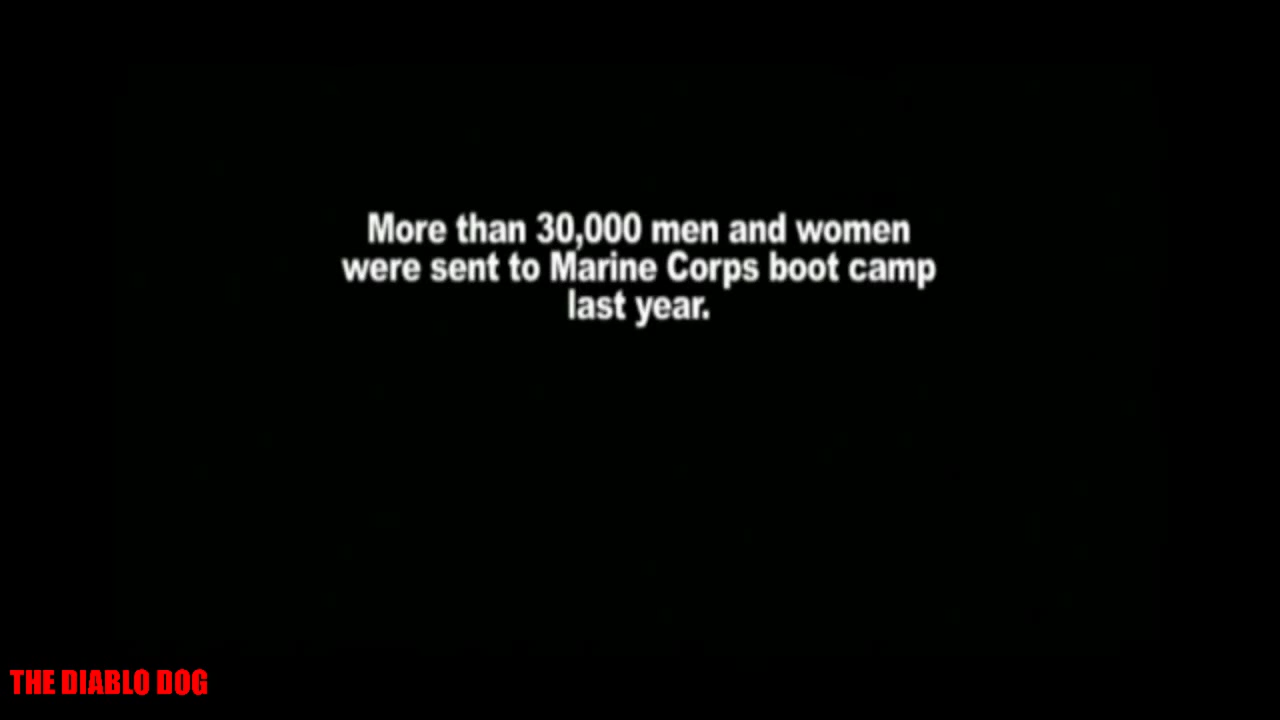 More than 30,000 men and women
were sent to Marine Corps boot camp
last year.
THE DIABLO DOG